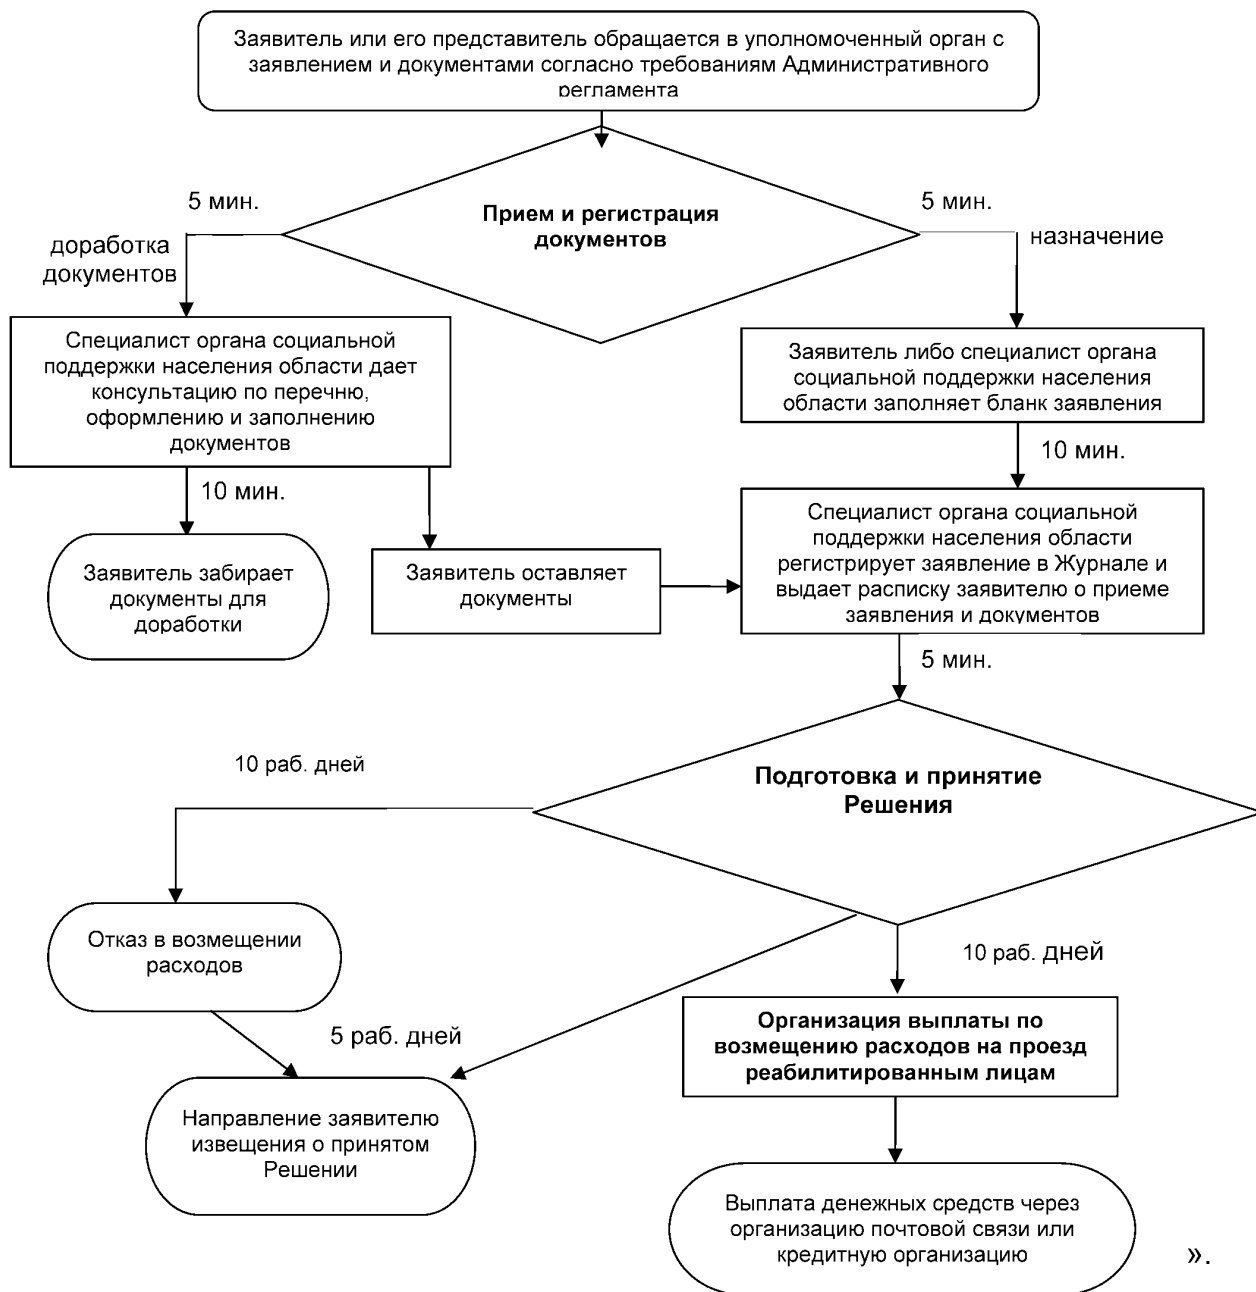 Заявитель или его представитель обращается в уполномоченный орган с
заявлением и документами согласно требованиям Административного
регламента
5 мин.
Прием и регистрация
документов
5 мин.
доработка
документов
назначение
Специалист органа социальной
поддержки населения области дает
консультацию по перечню,
оформлению и заполнению
документов
Заявитель либо специалист органа
социальной поддержки населения
области заполняет бланк заявления
10 мин.
10 мин.
Заявитель забирает
документы для
доработки
Заявитель оставляет
документы
Специалист органа социальной
поддержки населения области
регистрирует заявление в Журнале и
выдает расписку заявителю о приеме
заявления и документов
5 мин.
10 раб. дней
Подготовка и принятие
Решения
Отказ в возмещении
расходов
10 раб. дней
5 раб. дней
Организация выплаты по
возмещению расходов на проезд
реабилитированным лицам
Направление заявителю
извещения о принятом
Решении
Выплата денежных средств через
организацию почтовой связи или
кредитную организацию
».